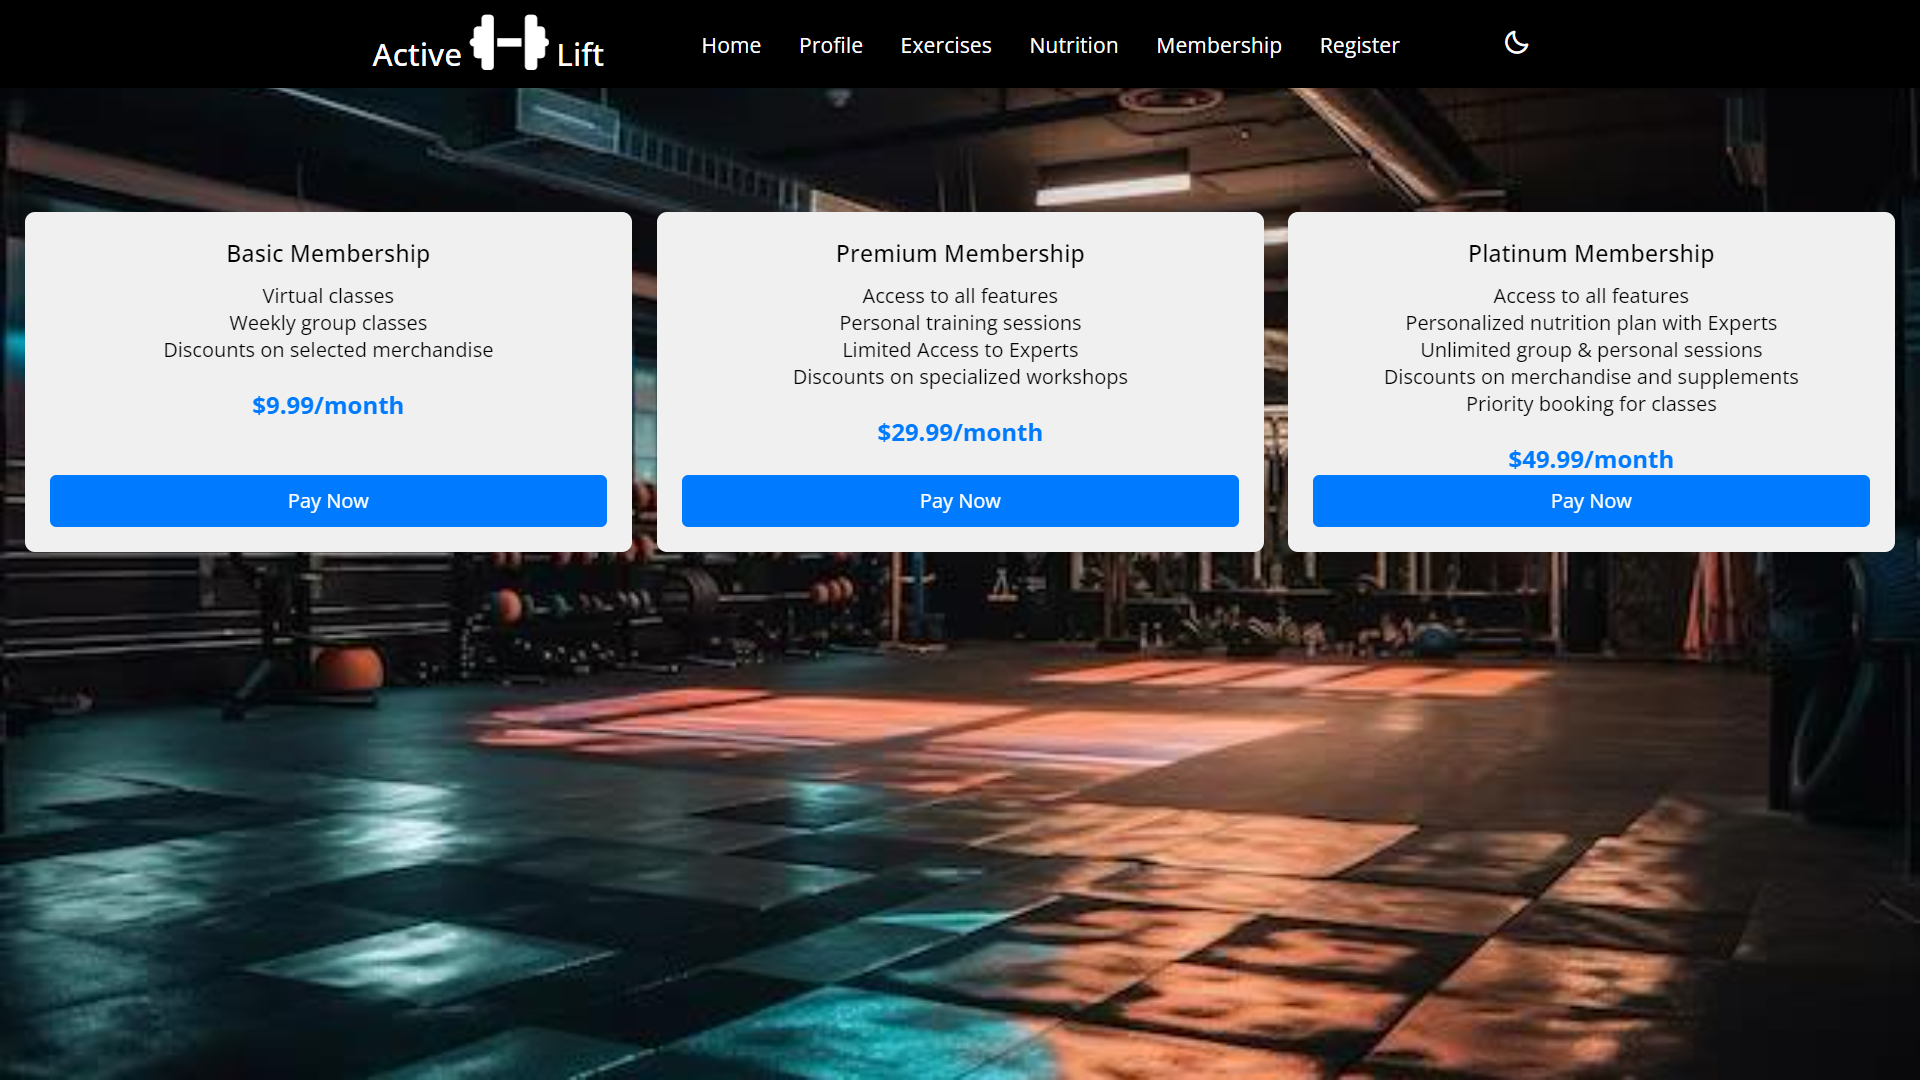 Active Lift
Home Profile Exercises Nutrition Membership Register
Basic Membership
Virtual classes
Weekly group classes
Discounts on selected merchandise
$9.99/month
Pay Now
Premium Membership
Access to all features
Personal training sessions
Limited Access to Experts
Discounts on specialized workshops
$29.99/month
Pay Now
Platinum Membership
Access to all features
Personalized nutrition plan with Experts
Unlimited group & personal sessions
Discounts on merchandise and supplements
Priority booking for classes
$49.99/month
Pay Now